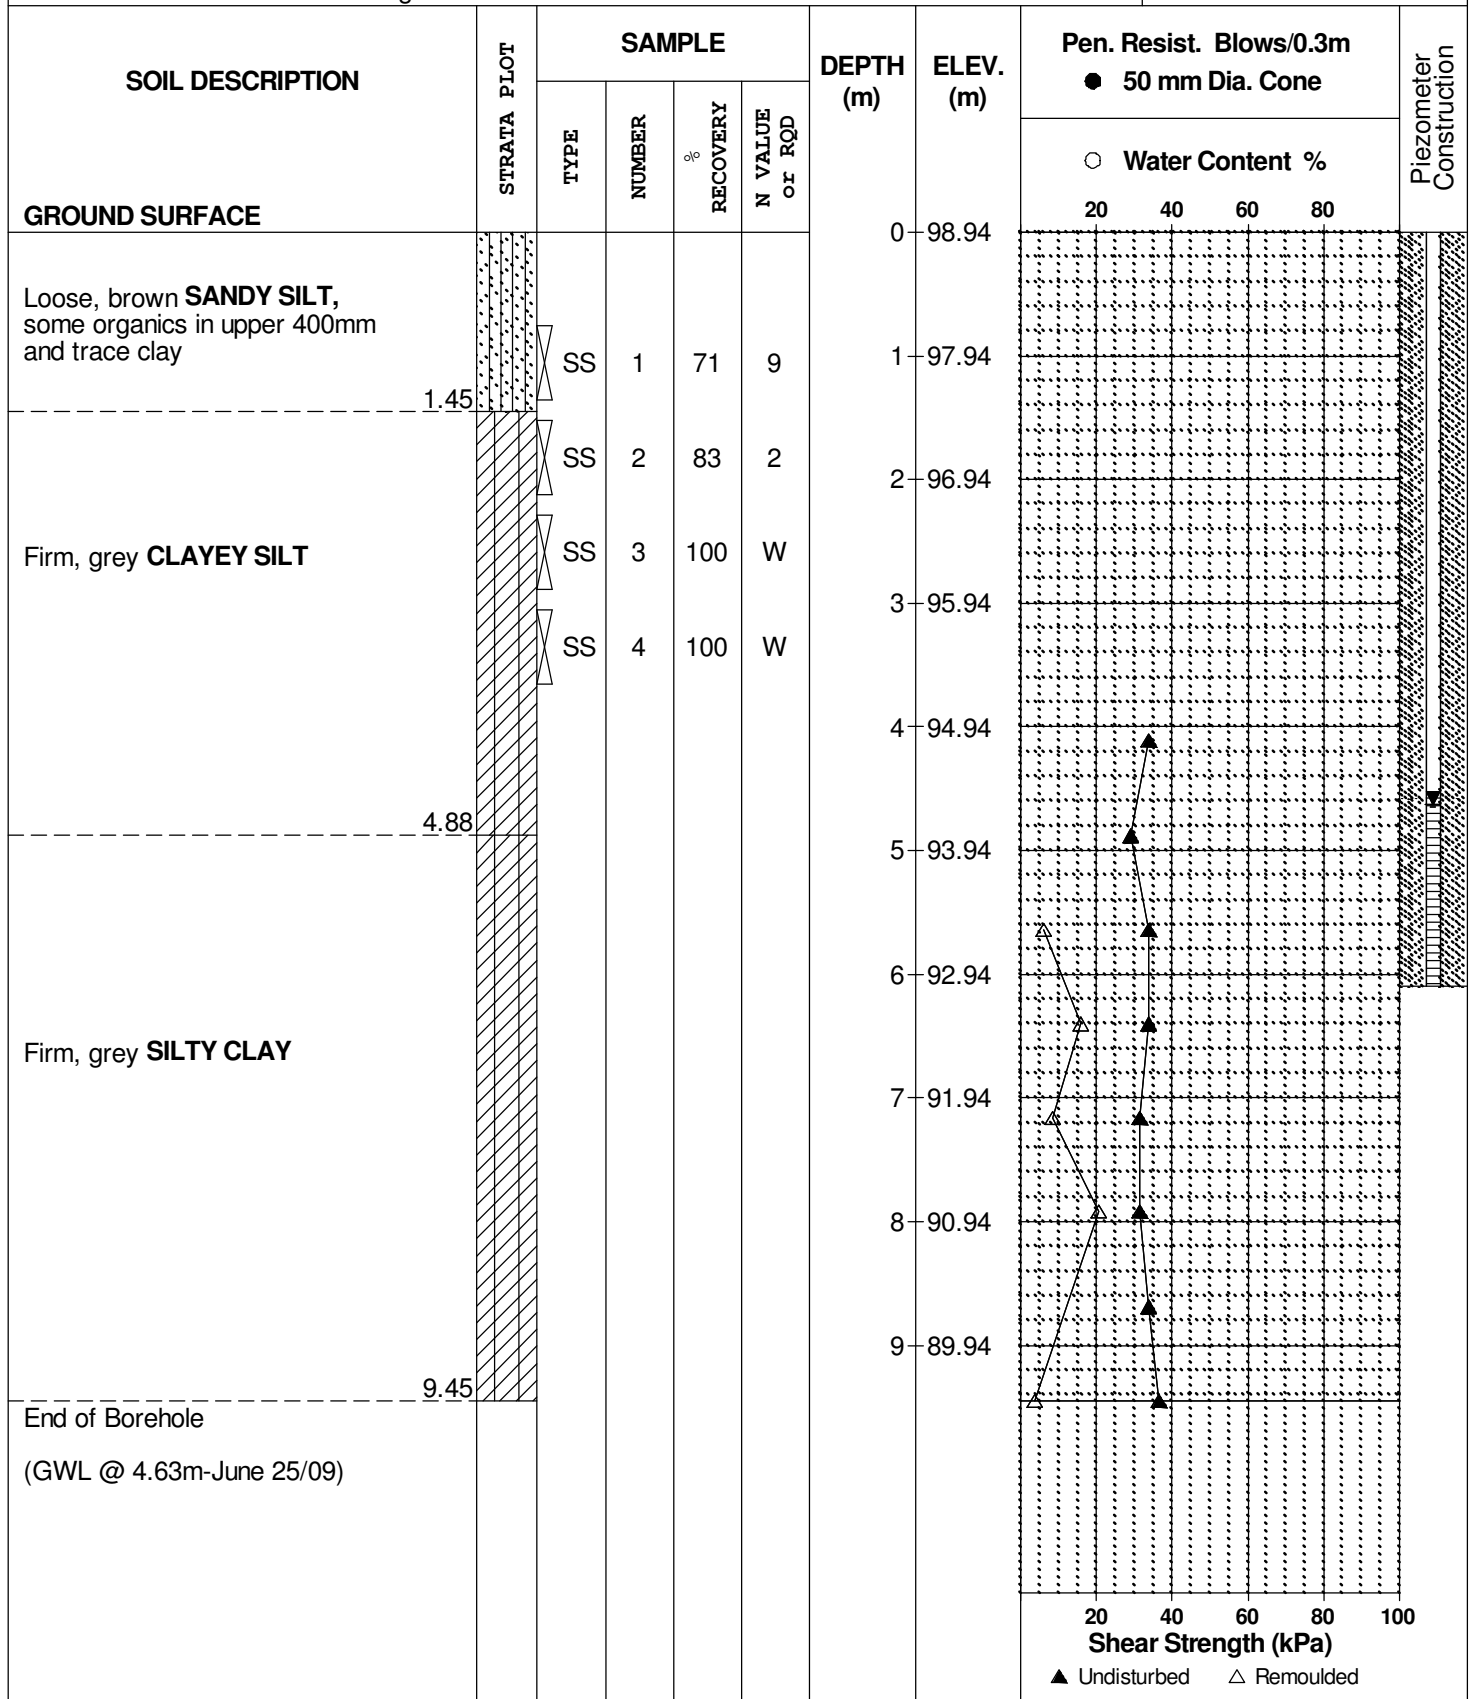 SOIL DESCRIPTION
GROUND SURFACE
STRATA PLOT
SAMPLE
TYPE
NUMBER
%
RECOVERY
N VALUE
or RQD
DEPTH
(m)
ELEV.
(m)
Pen. Resist. Blows/0.3m
● 50 mm Dia. Cone
○ Water Content %
20 40 60 80
Piezometer
Construction
0 98.94
Loose, brown SANDY SILT,
some organics in upper 400mm
and trace clay
SS 1 71 9
1 97.94
1.45
SS 2 83 2
2 96.94
Firm, grey CLAYEY SILT
SS 3 100 W
3 95.94
SS 4 100 W
4 94.94
4.88
5 93.94
6 92.94
Firm, grey SILTY CLAY
7 91.94
8 90.94
9 89.94
9.45
End of Borehole
(GWL @ 4.63m-June 25/09)
20 40 60 80 100
Shear Strength (kPa)
▲ Undisturbed △ Remoulded